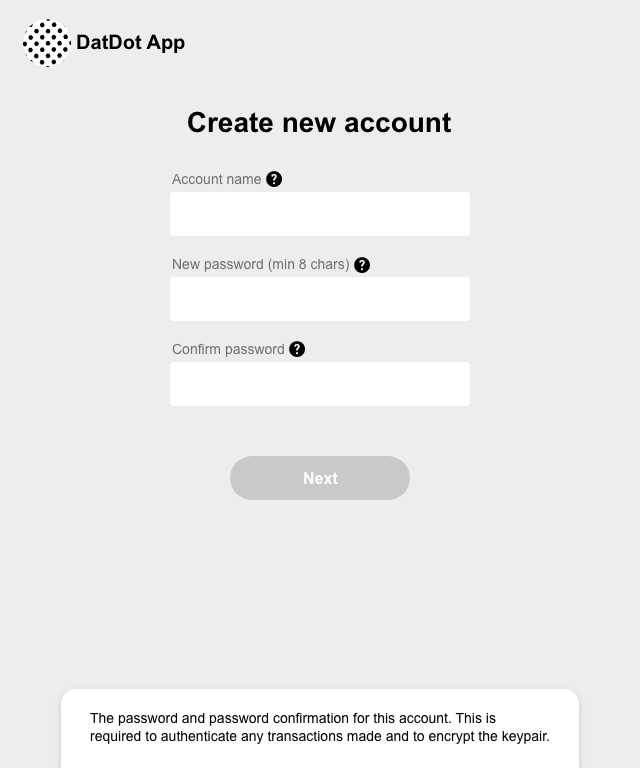 DatDot App
Create new account
Account name ?
New password (min 8 chars) ?
Confirm password ?
Next
The password and password confirmation for this account. This is
required to authenticate any transactions made and to encrypt the keypair.